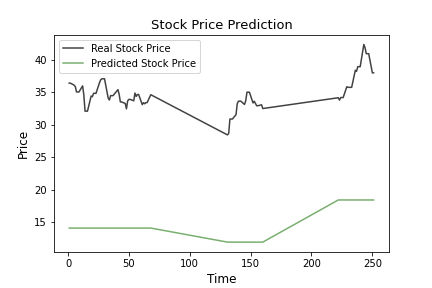 Stock Price Prediction
Real Stock Price
Predicted Stock Price
Price
40
35
30
25
20
15
0 50 100 150 200 250
Time